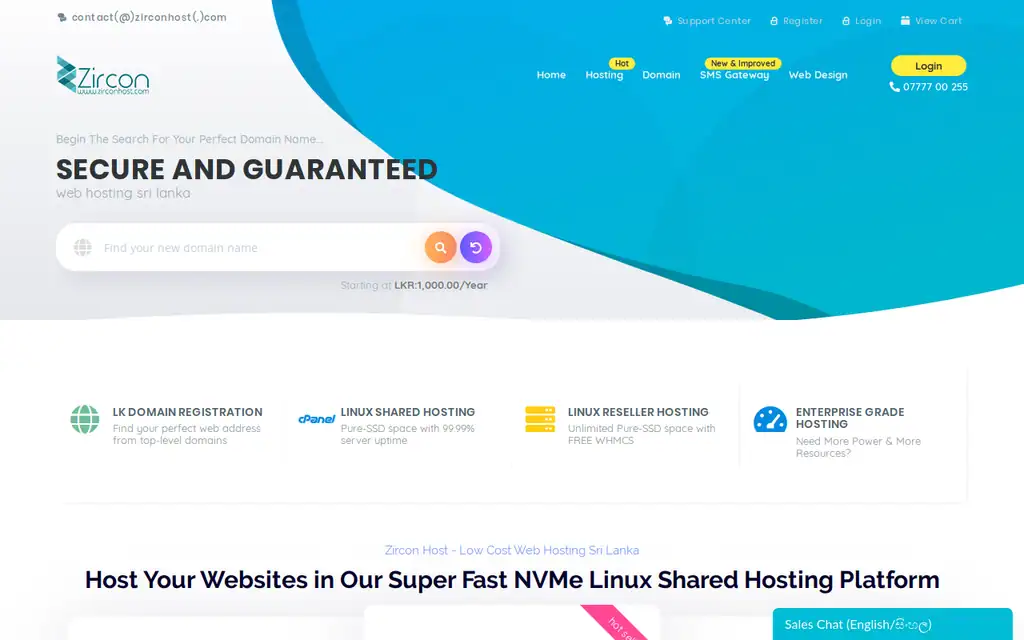 contact(@)zirconhost(.)com
Support Center Register Login View Cart
Zircon
www.zirconhost.com
Hot New & Improved
Home Hosting Domain SMS Gateway Web Design
Login
07777 00 255
Begin The Search For Your Perfect Domain Name...
SECURE AND GUARANTEED
web hosting sri lanka
Find your new domain name
Starting at LKR:1,000.00/Year
LK DOMAIN REGISTRATION
Find your perfect web address
from top-level domains
cPanel
LINUX SHARED HOSTING
Pure-SSD space with 99.99%
server uptime
LINUX RESELLER HOSTING
Unlimited Pure-SSD space with
FREE WHMCS
ENTERPRISE GRADE
HOSTING
Need More Power & More
Resources?
Zircon Host - Low Cost Web Hosting Sri Lanka
Host Your Websites in Our Super Fast NVMe Linux Shared Hosting Platform
Sales Chat (English/සිංහල)